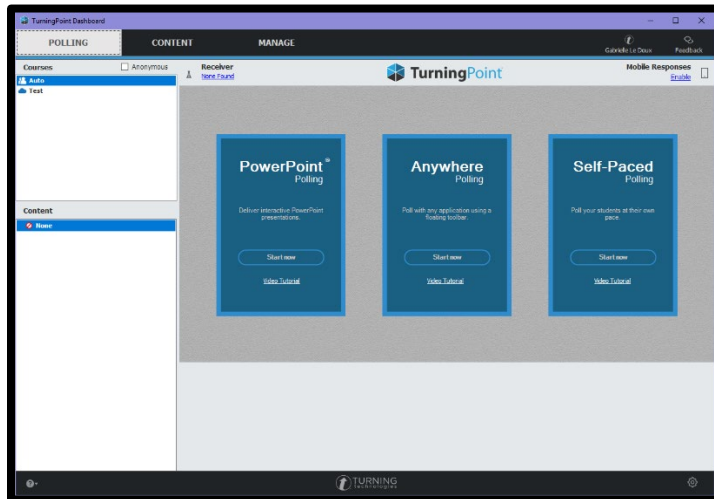 TurningPoint Dashboard
POLLING
CONTENT
MANAGE
Gabrielle Le Doux
Feedback
Courses
Anonymous
Auto
Test
Receiver
None Found
TurningPoint
Mobile Responses
Enable
Content
None
PowerPoint®
Polling
Deliver interactive PowerPoint
presentations.
Start now
Video Tutorial
Anywhere
Polling
Poll with any application using a
floating toolbar.
Start now
Video Tutorial
Self-Paced
Polling
Poll your students at their own
pace.
Start now
Video Tutorial
TURNING
technologies